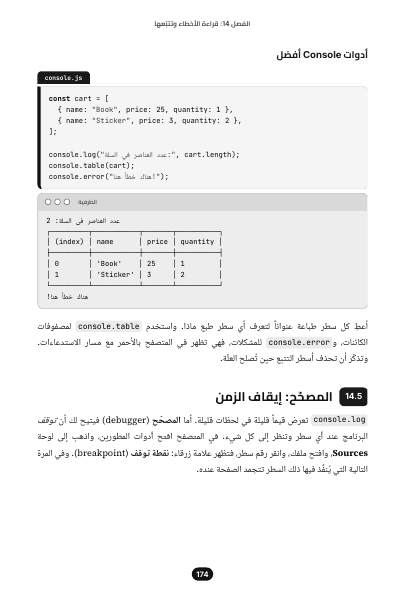 الفصل 14: قراءة الأخطاء وتتبّعها
أدوات Console أفضل
console.js
const cart = [
  { name: "Book", price: 25, quantity: 1 },
  { name: "Sticker", price: 3, quantity: 2 },
];
console.log("عدد العناصر في السلة:", cart.length);
console.table(cart);
console.error("هناك خطأ هنا!");
الطرفية
عدد العناصر في السلة: 2
(index) name price quantity
0 'Book' 25 1
1 'Sticker' 3 2
هناك خطأ هنا!
أعطِ كل سطر طباعة عنواناً لتعرف أي سطر طبع ماذا. واستخدم console.table لمصفوفات
الكائنات، وconsole.error للمشكلات، فهي تظهر في المتصفح بالأحمر مع مسار الاستدعاءات.
وتذكّر أن تحذف أسطر التتبع حين تُصلح العلّة.
14.5 المصحّح: إيقاف الزمن
console.log تعرض قيماً قليلة في لحظات قليلة. أما المصحّح (debugger) فيتيح لك أن توقف
البرنامج عند أي سطر وتنظر إلى كل شيء. في المتصفح افتح أدوات المطورين، واذهب إلى لوحة
Sources، وافتح ملفك، وانقر رقم سطر، فتظهر علامة زرقاء: نقطة توقف (breakpoint). وفي المرة
التالية التي يُنفَّذ فيها ذلك السطر تتجمد الصفحة عنده.
174